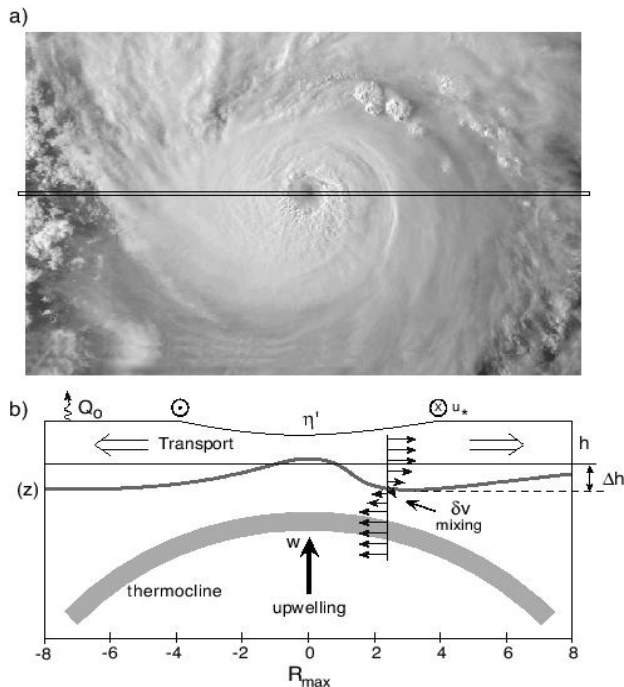 a)
b)
Q₀
η'
u*
Transport
h
(z)
Δh
δv
mixing
w
thermocline
upwelling
-8 -6 -4 -2 0 2 4 6 8
Rmax